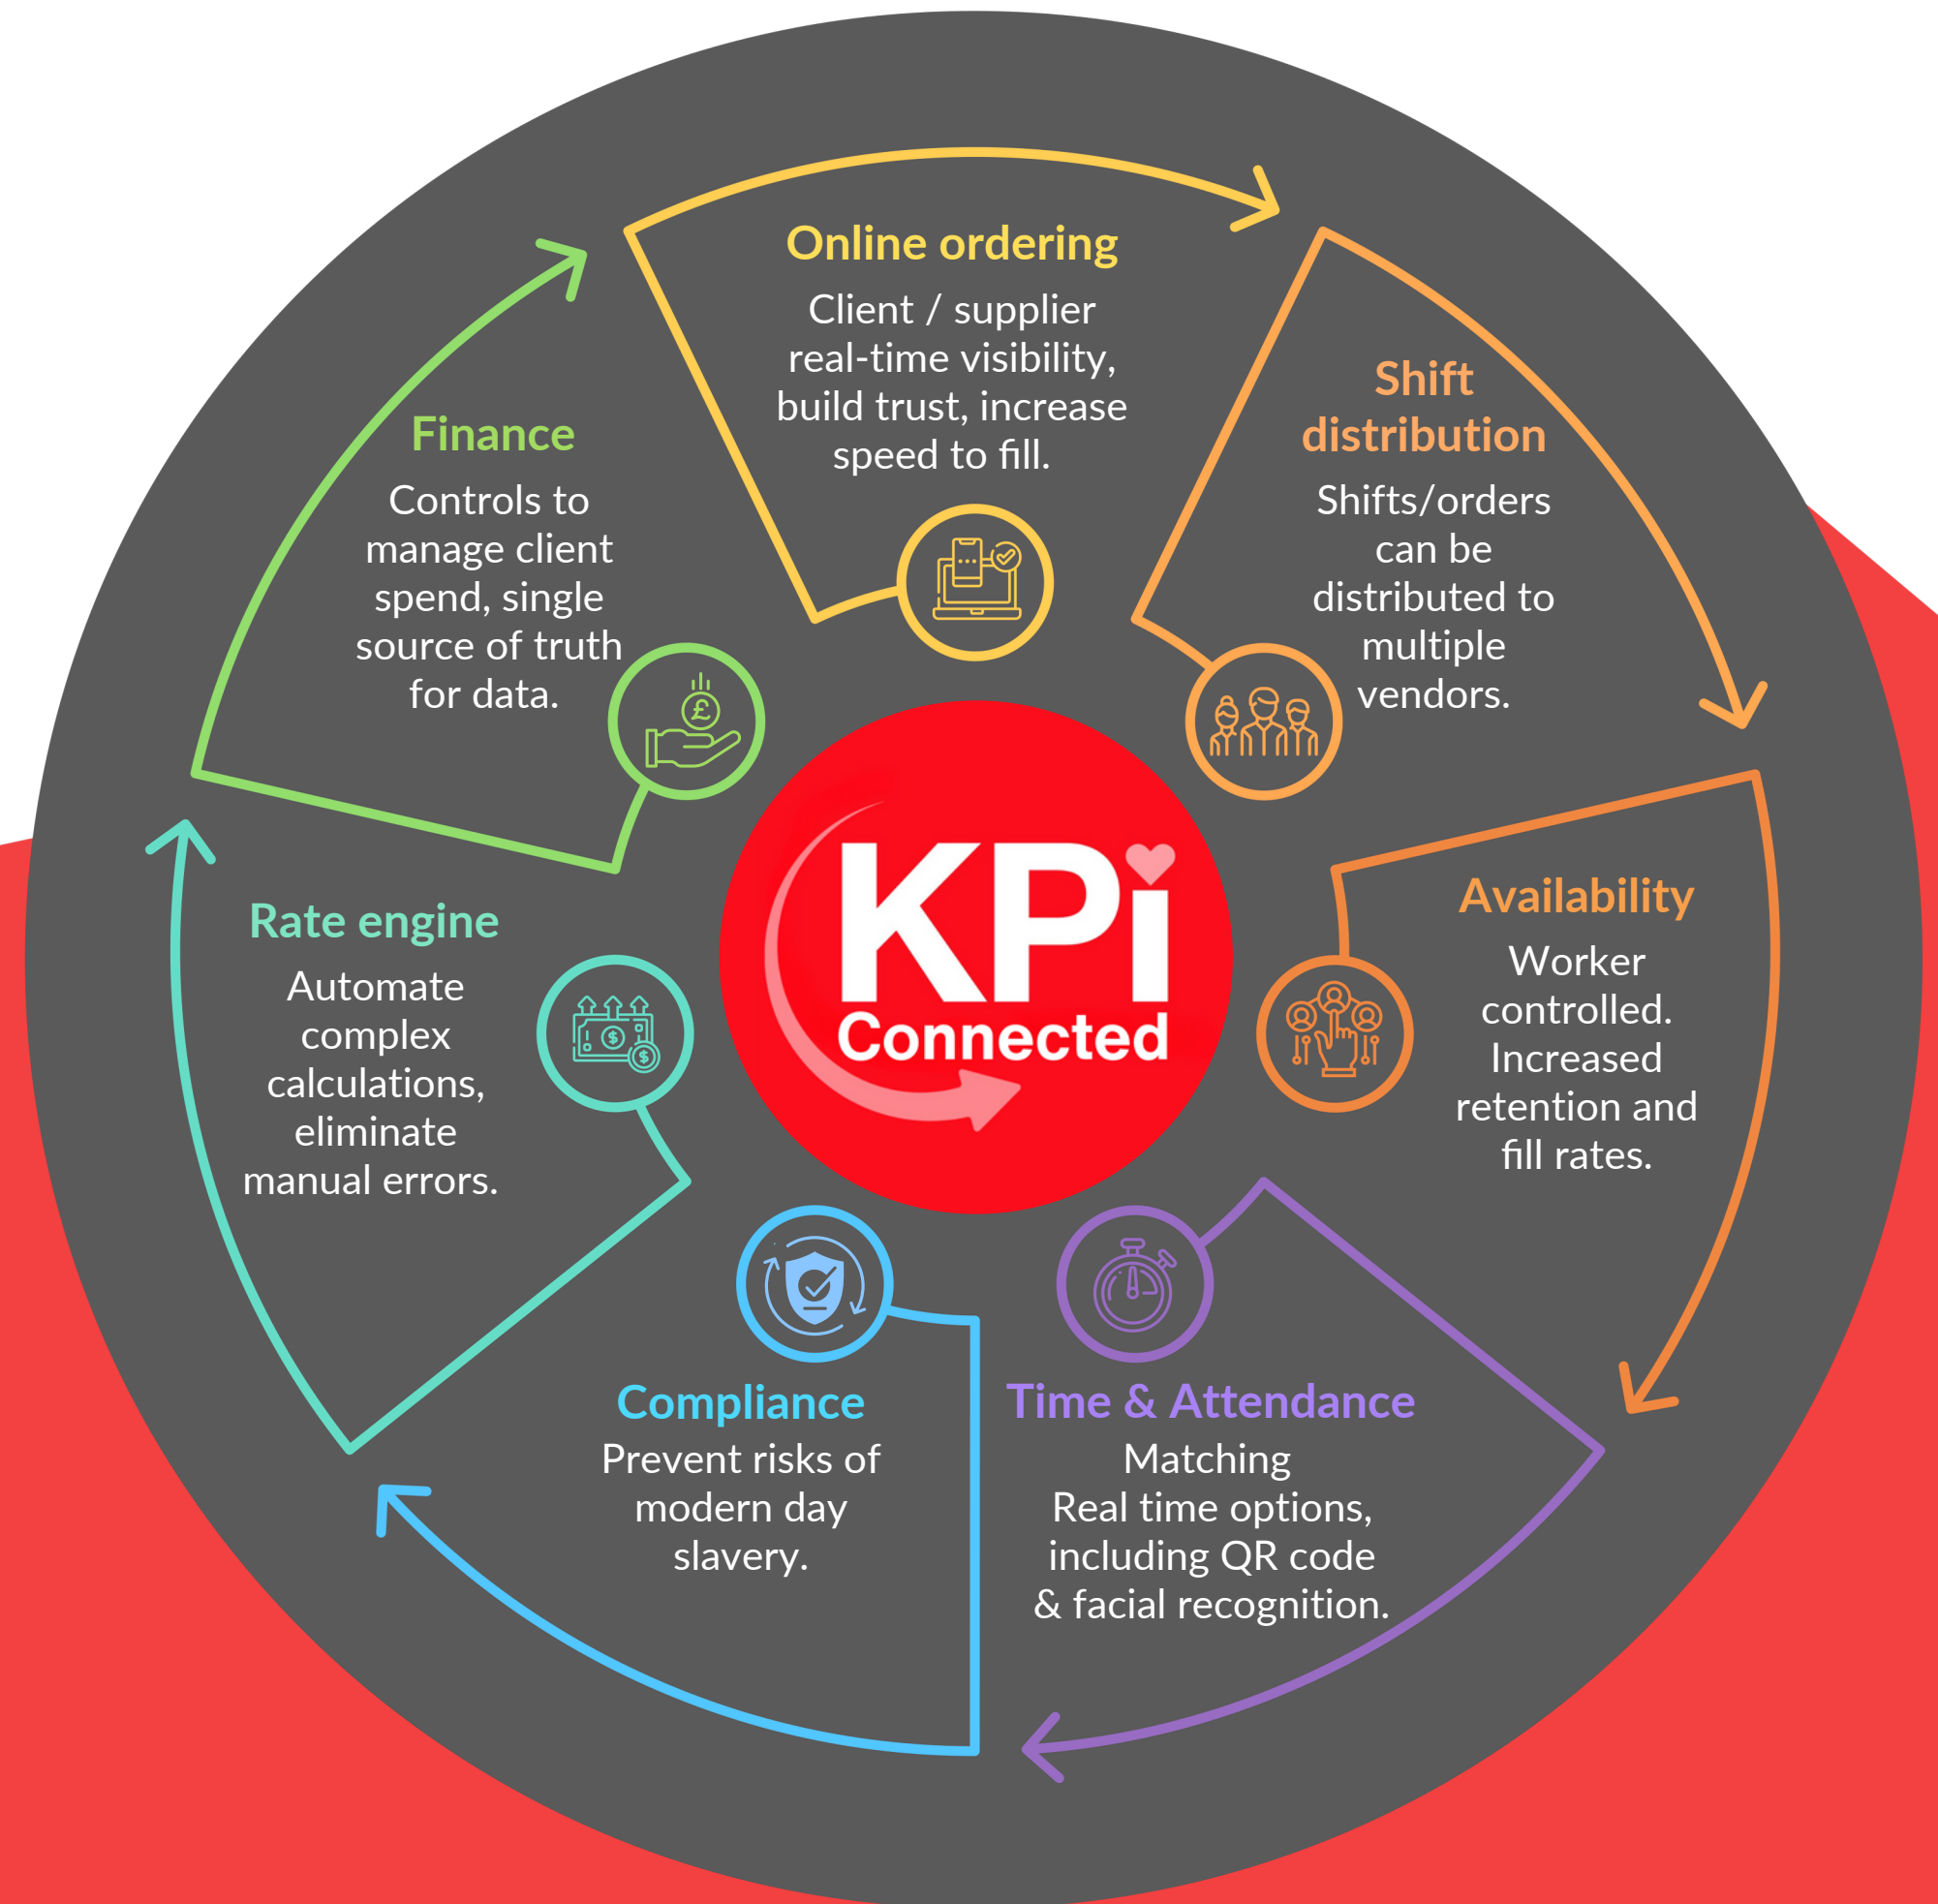 Online ordering
Client / supplier
real-time visibility,
build trust, increase
speed to fill.
Shift
distribution
Shifts/orders
can be
distributed to
multiple
vendors.
Availability
Worker
controlled.
Increased
retention and
fill rates.
Time & Attendance
Matching
Real time options,
including QR code
& facial recognition.
Compliance
Prevent risks of
modern day
slavery.
Rate engine
Automate
complex
calculations,
eliminate
manual errors.
Finance
Controls to
manage client
spend, single
source of truth
for data.
£
$
$
KPi
Connected